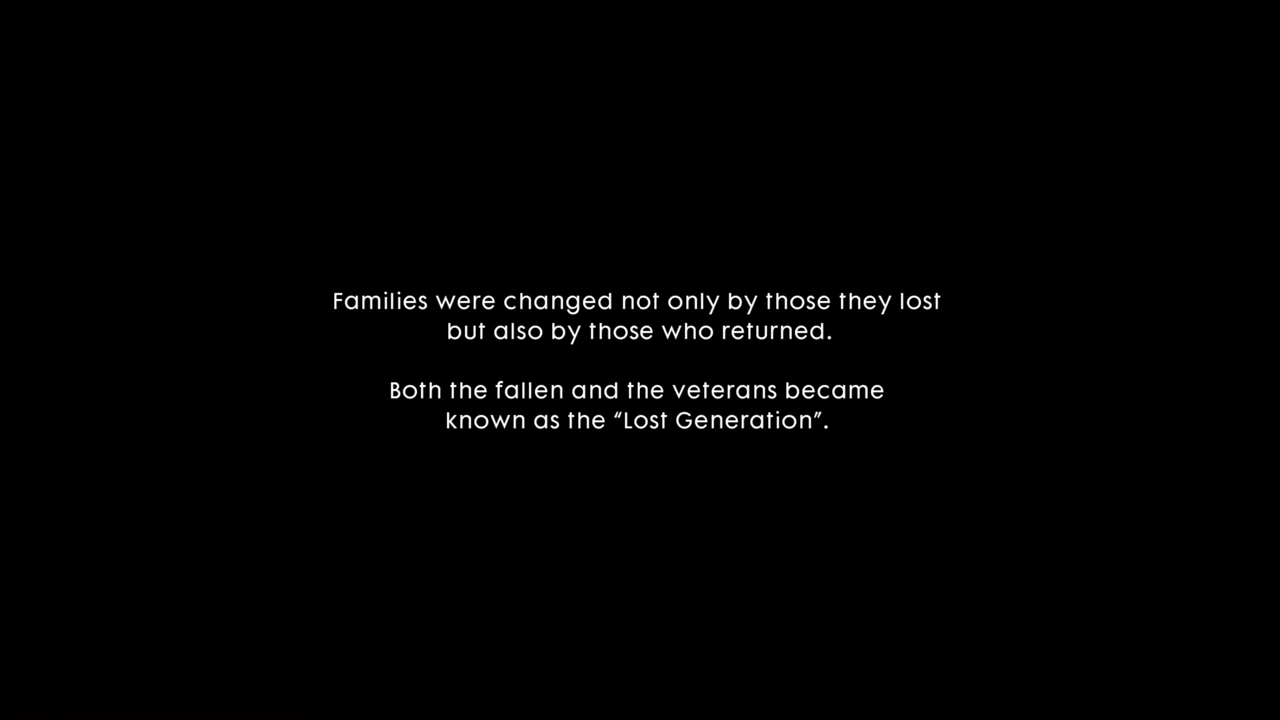 Families were changed not only by those they lost
but also by those who returned.
Both the fallen and the veterans became
known as the “Lost Generation”.